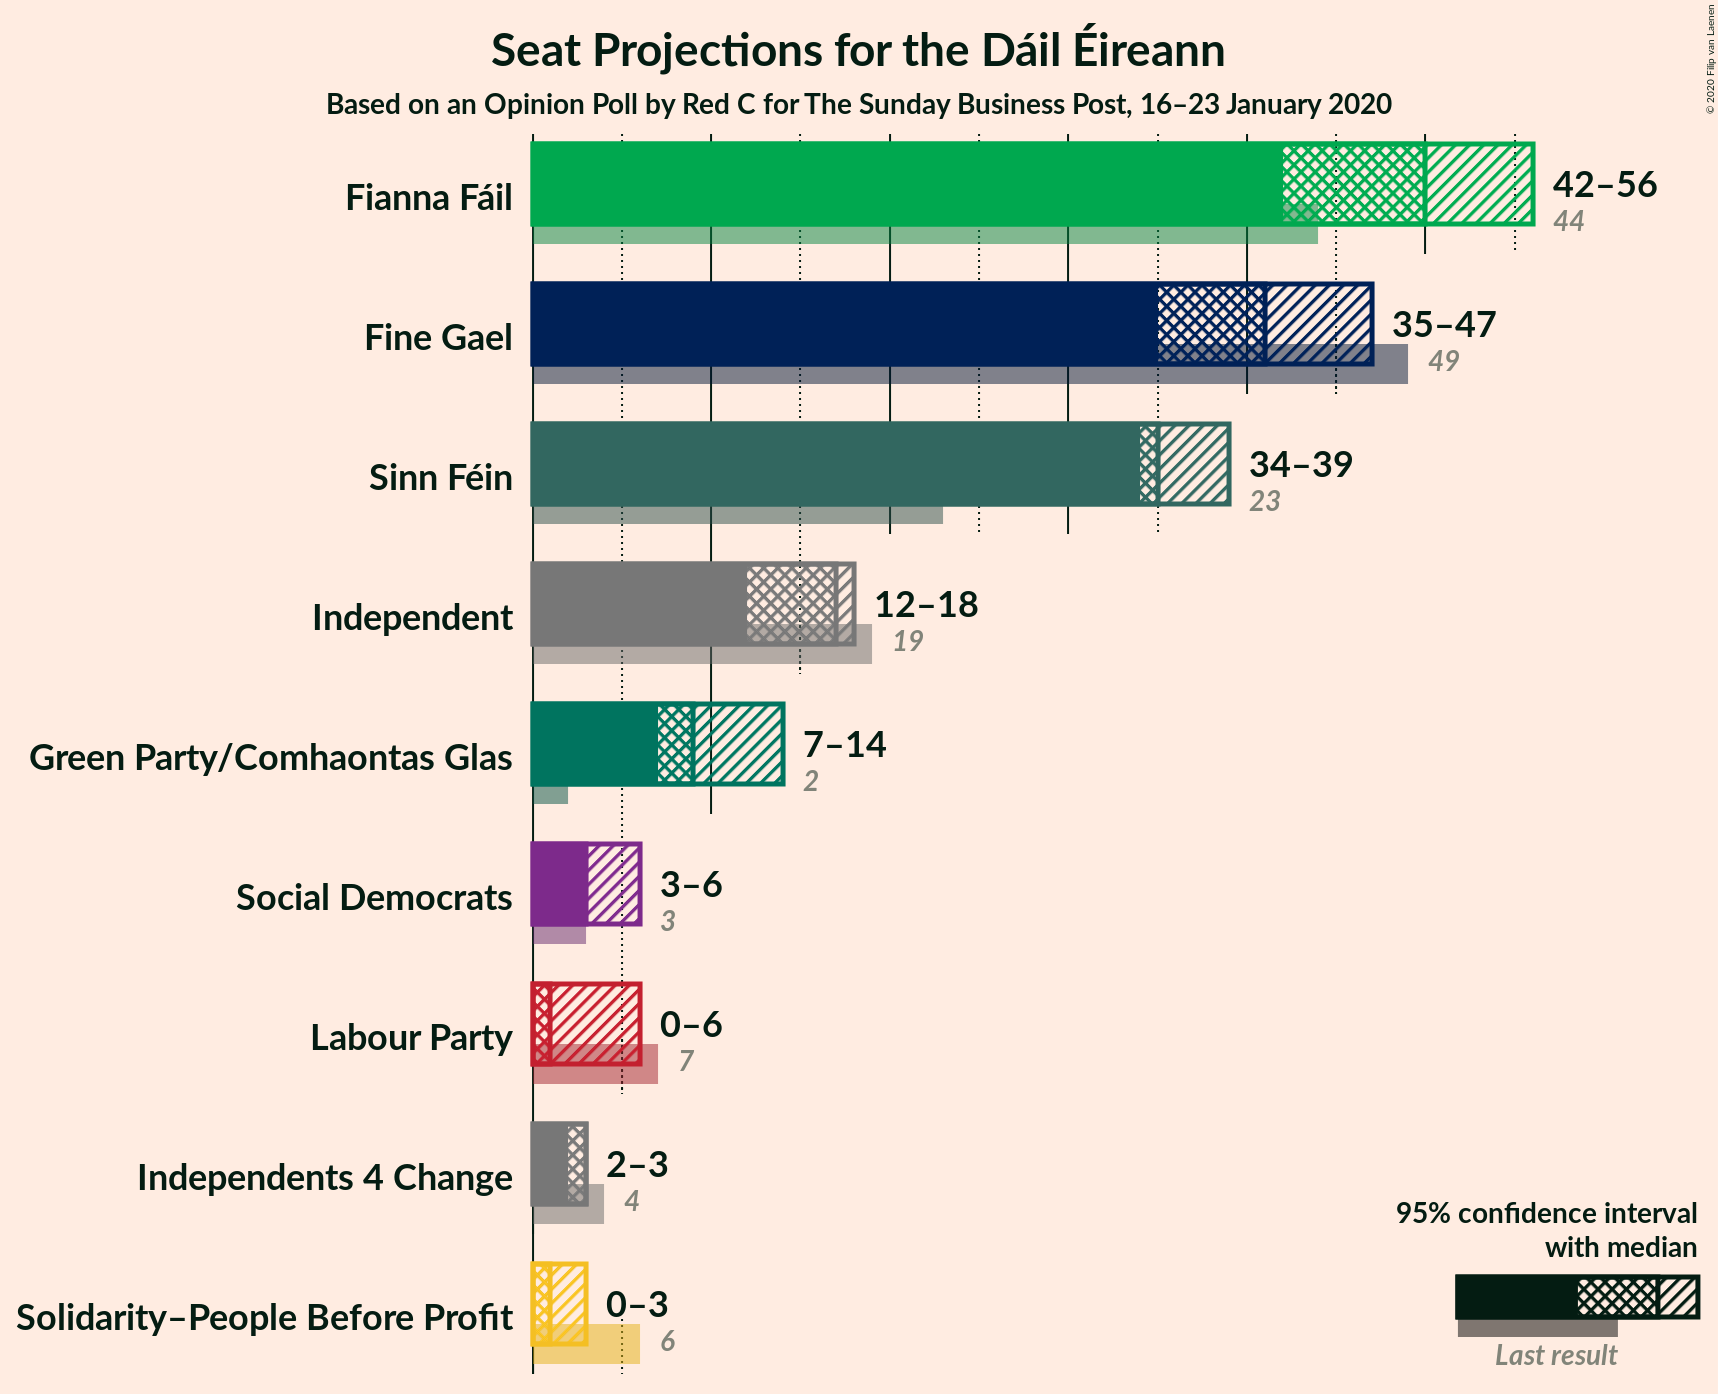 Seat Projections for the Dáil Éireann
Based on an Opinion Poll by Red C for The Sunday Business Post, 16–23 January 2020
© 2020 Filip van Laenen
Fianna Fáil
42–56
44
Fine Gael
35–47
49
Sinn Féin
34–39
23
Independent
12–18
19
Green Party/Comhaontas Glas
7–14
2
Social Democrats
3–6
3
Labour Party
0–6
7
Independents 4 Change
2–3
4
Solidarity–People Before Profit
0–3
6
95% confidence interval
with median
Last result